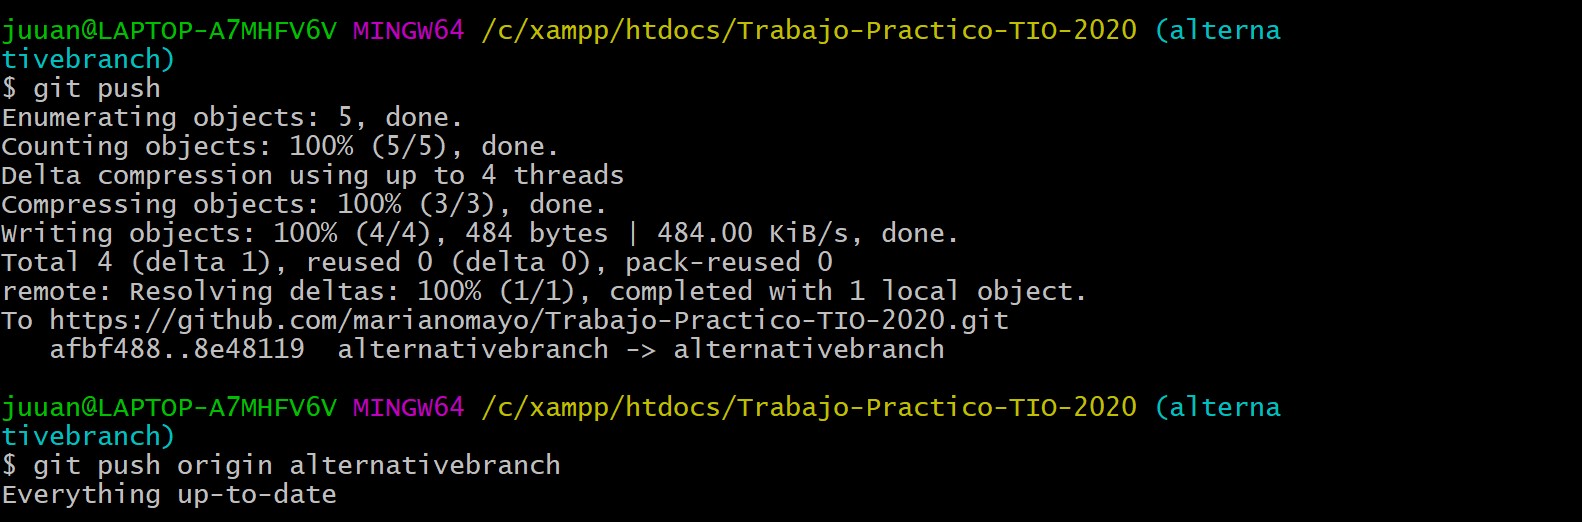 juuan@LAPTOP-A7MHFV6V MINGW64 /c/xampp/htdocs/Trabajo-Practico-TIO-2020 (alterna
tivebranch)
$ git push
Enumerating objects: 5, done.
Counting objects: 100% (5/5), done.
Delta compression using up to 4 threads
Compressing objects: 100% (3/3), done.
Writing objects: 100% (4/4), 484 bytes | 484.00 KiB/s, done.
Total 4 (delta 1), reused 0 (delta 0), pack-reused 0
remote: Resolving deltas: 100% (1/1), completed with 1 local object.
To https://github.com/marianomayo/Trabajo-Practico-TIO-2020.git
   afbf488..8e48119  alternativebranch -> alternativebranch

juuan@LAPTOP-A7MHFV6V MINGW64 /c/xampp/htdocs/Trabajo-Practico-TIO-2020 (alterna
tivebranch)
$ git push origin alternativebranch
Everything up-to-date